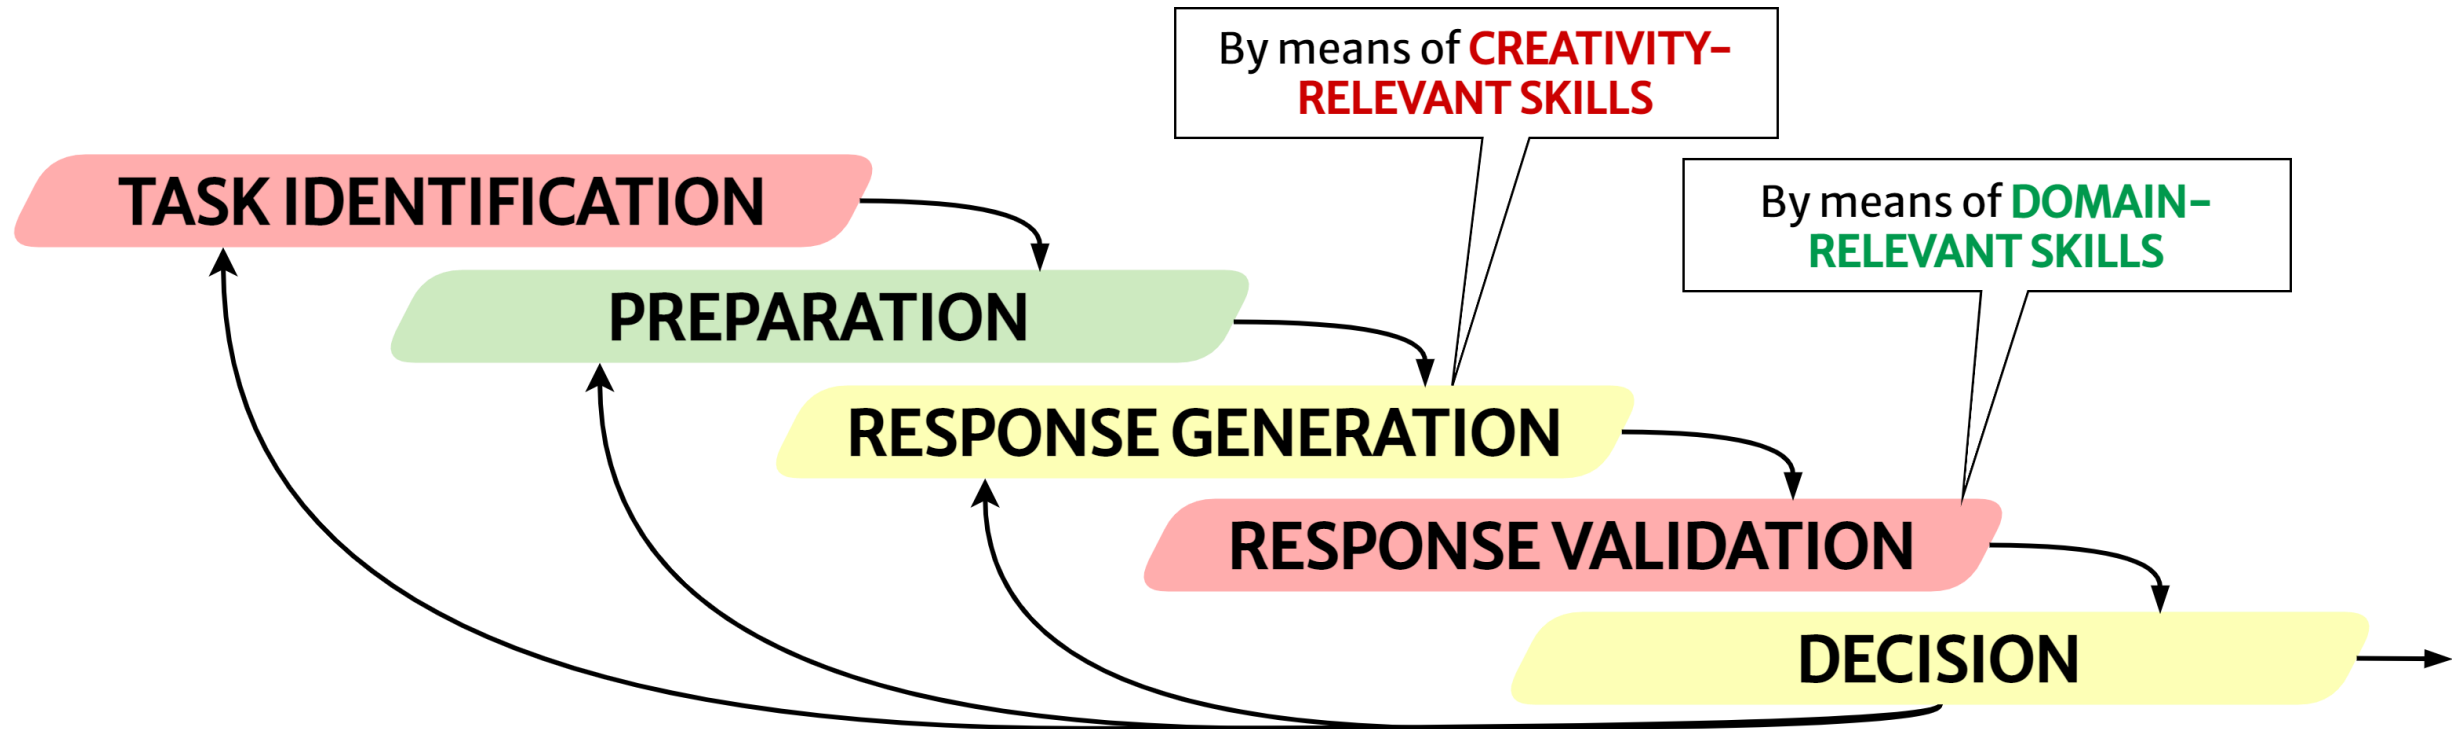 By means of CREATIVITY-
RELEVANT SKILLS
By means of DOMAIN-
RELEVANT SKILLS
TASK IDENTIFICATION
PREPARATION
RESPONSE GENERATION
RESPONSE VALIDATION
DECISION